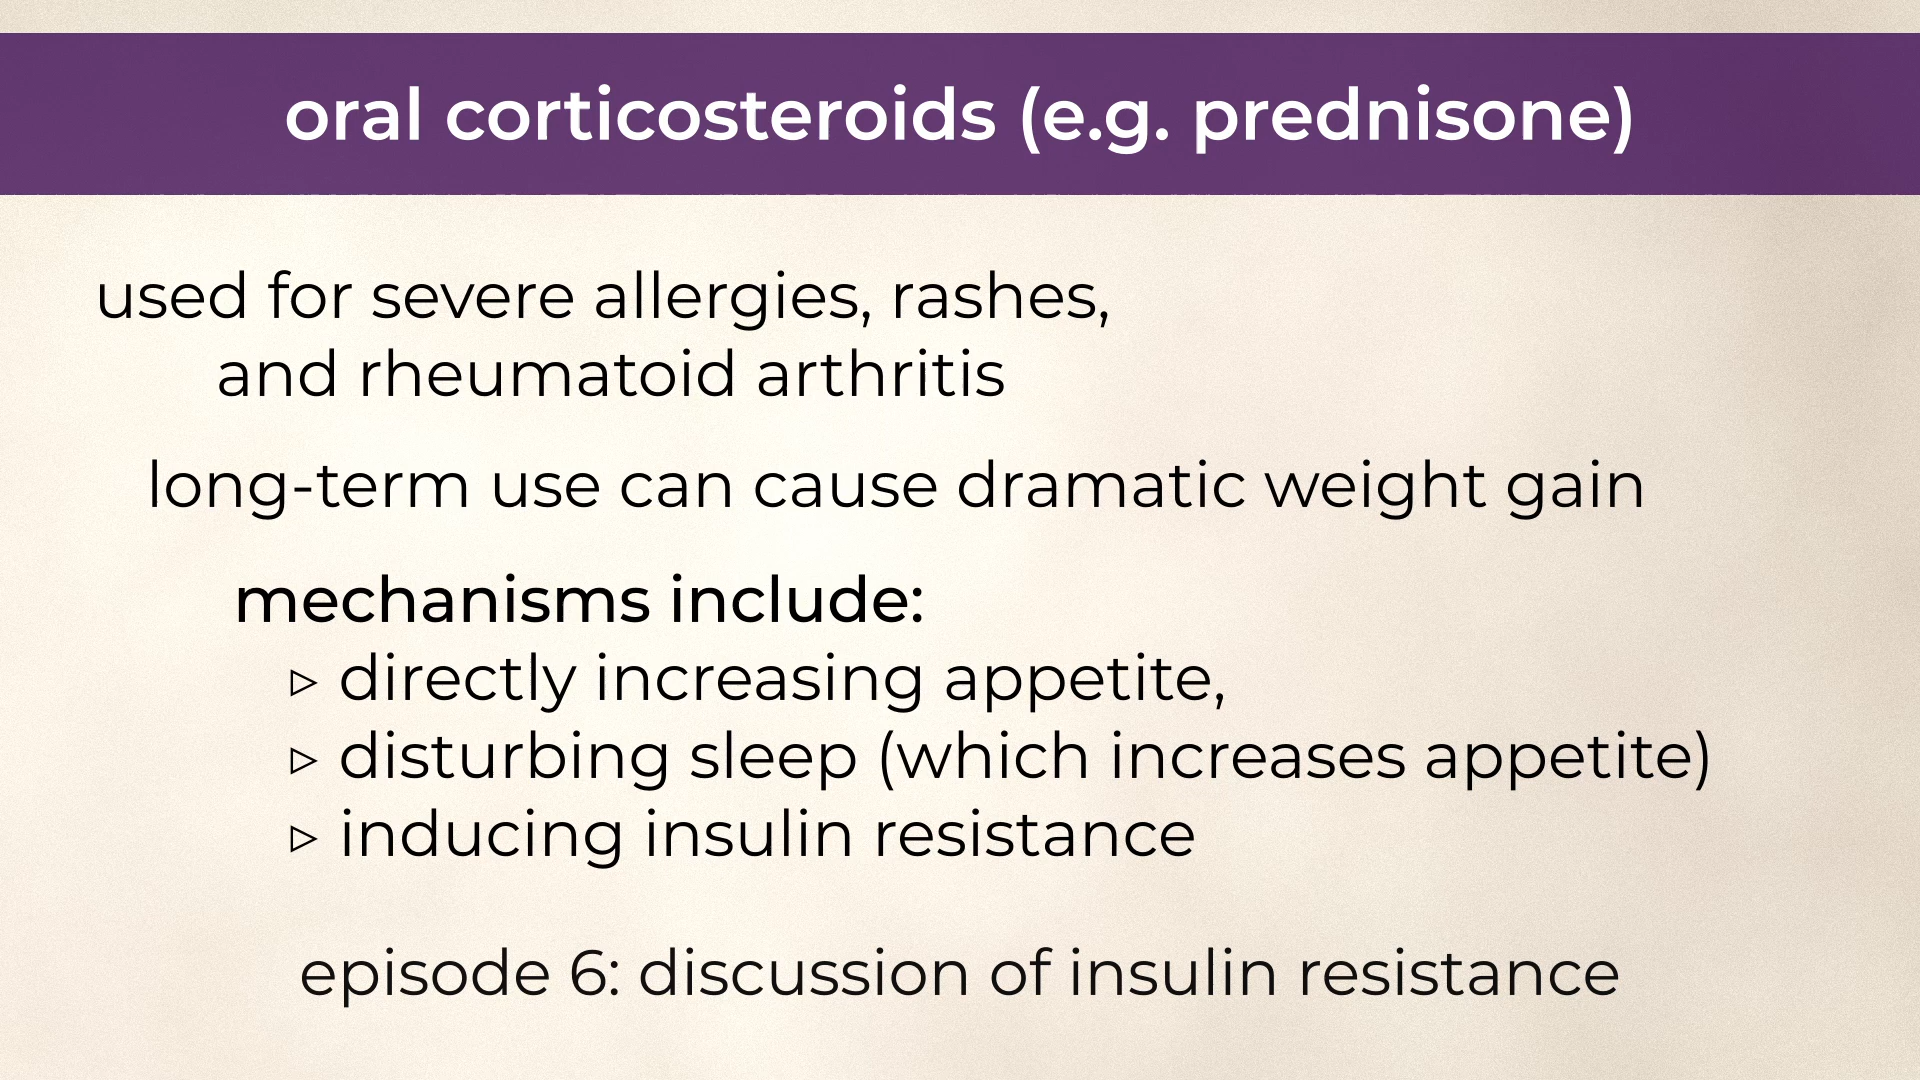 oral corticosteroids (e.g. prednisone)
used for severe allergies, rashes,
and rheumatoid arthritis
long-term use can cause dramatic weight gain
mechanisms include:
▹ directly increasing appetite,
▹ disturbing sleep (which increases appetite)
▹ inducing insulin resistance
episode 6: discussion of insulin resistance